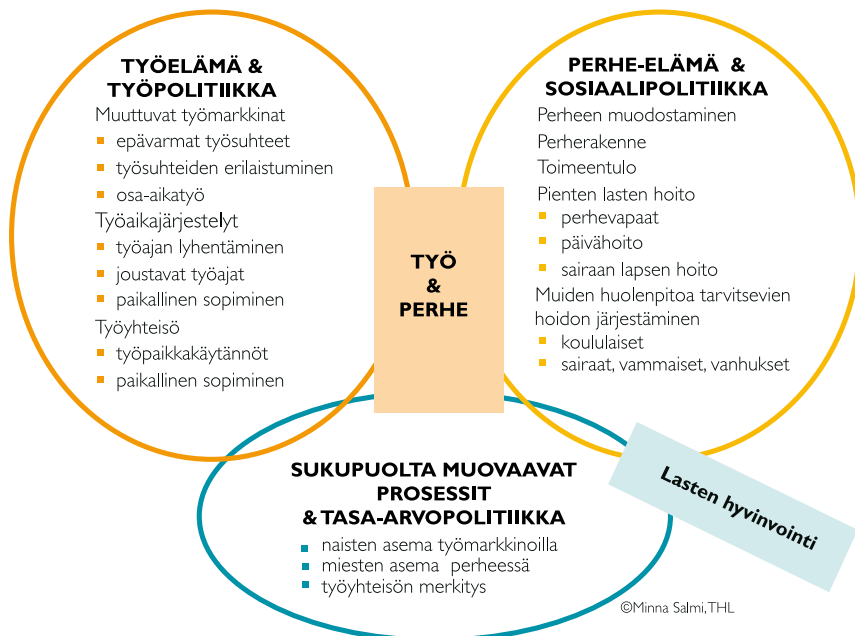 TYÖELÄMÄ &
TYÖPOLITIIKKA
Muuttuvat työmarkkinat
epävarmat työsuhteet
työsuhteiden erilaistuminen
osa-aikatyö
Työaikajärjestelyt
työajan lyhentäminen
joustavat työajat
paikallinen sopiminen
Työyhteisö
työpaikkakäytännöt
paikallinen sopiminen
TYÖ
&
PERHE
PERHE-ELÄMÄ &
SOSIAALIPOLITIIKKA
Perheen muodostaminen
Perherakenne
Toimeentulo
Pienten lasten hoito
perhevapaat
päivähoito
sairaan lapsen hoito
Muiden huolenpitoa tarvitsevien
hoidon järjestäminen
koululaiset
sairaat, vammaiset, vanhukset
SUKUPUOLTA MUOVAAVAT
PROSESSIT
& TASA-ARVOPOLITIIKKA
naisten asema työmarkkinoilla
miesten asema perheessä
työyhteisön merkitys
Lasten hyvinvointi
©Minna Salmi, THL